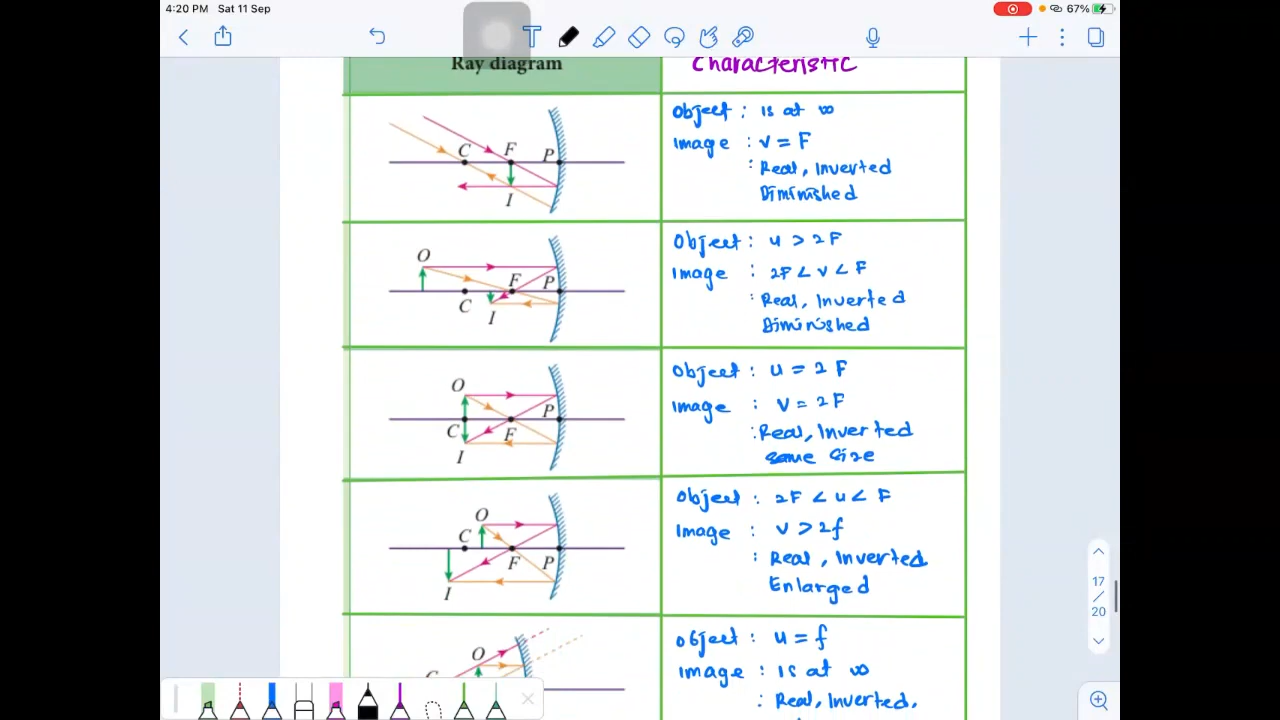 4:20 PM Sat 11 Sep
67%
T
Ray diagram
Characteristic
C F P
I
Object : is at ∞
Image : v = F
: Real, Inverted
Diminished
O
F P
C
I
Object : u > 2F
Image : 2F < v < F
: Real, Inverted
Diminished
O
P
C F
I
Object : u = 2F
Image : v = 2F
: Real, Inverted
same size
O
C
F P
I
Object : 2F < u < F
Image : v > 2f
: Real, Inverted
Enlarged
O
Object : u = f
Image : is at ∞
: Real, Inverted,
17
/
20